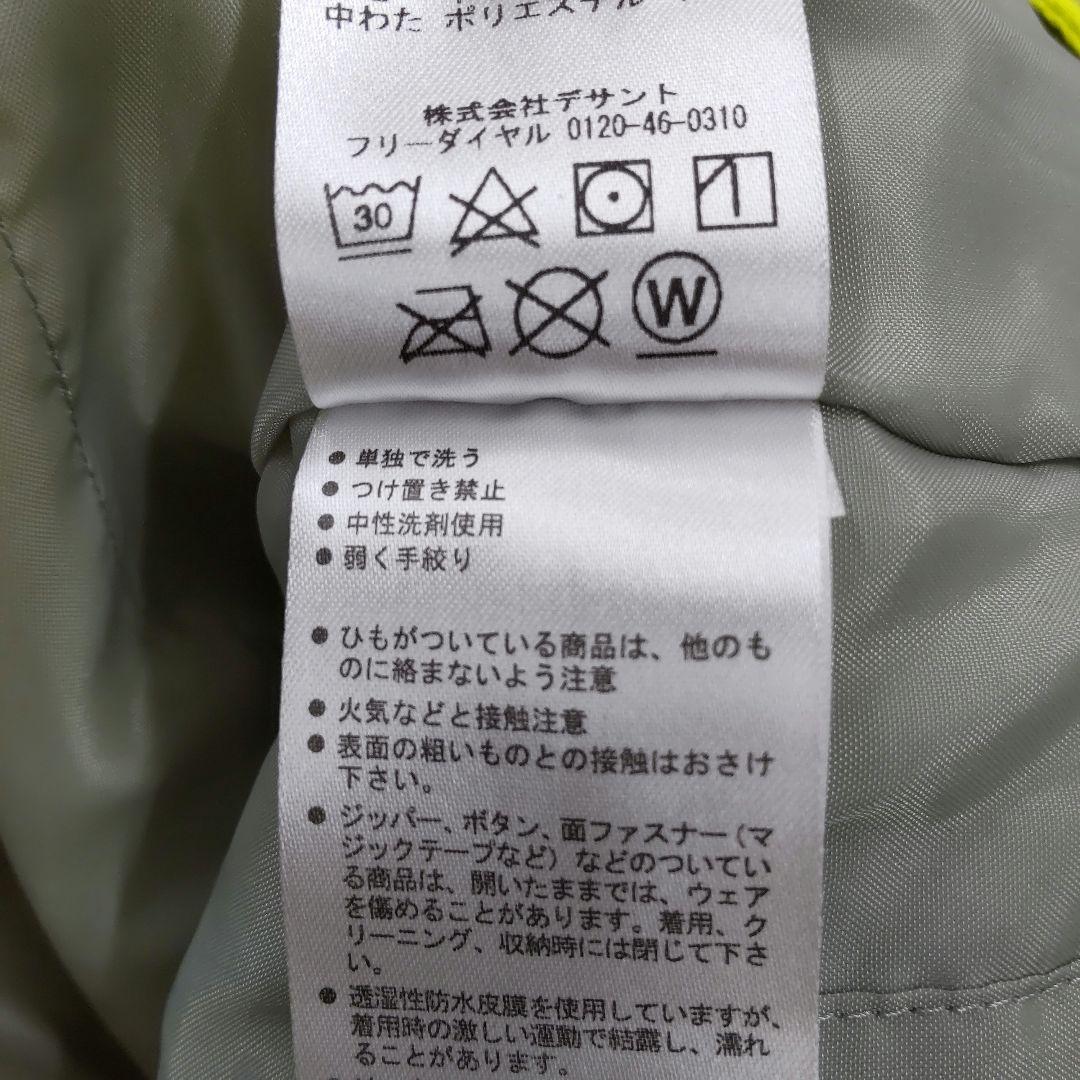 中わた ポリエステル
株式会社デサント
フリーダイヤル 0120-46-0310
30
W
● 単独で洗う
● つけ置き禁止
● 中性洗剤使用
● 弱く手絞り
● ひもがついている商品は、他のも
のに絡まないよう注意
● 火気などと接触注意
● 表面の粗いものとの接触はおさけ
下さい。
● ジッパー、ボタン、面ファスナー(マ
ジックテープなど)などのついてい
る商品は、開いたままでは、ウェア
を傷めることがあります。着用、ク
リーニング、収納時には閉じて下さ
い。
● 透湿性防水皮膜を使用していますが、
着用時の激しい運動で結露し、濡れ
ることがあります。